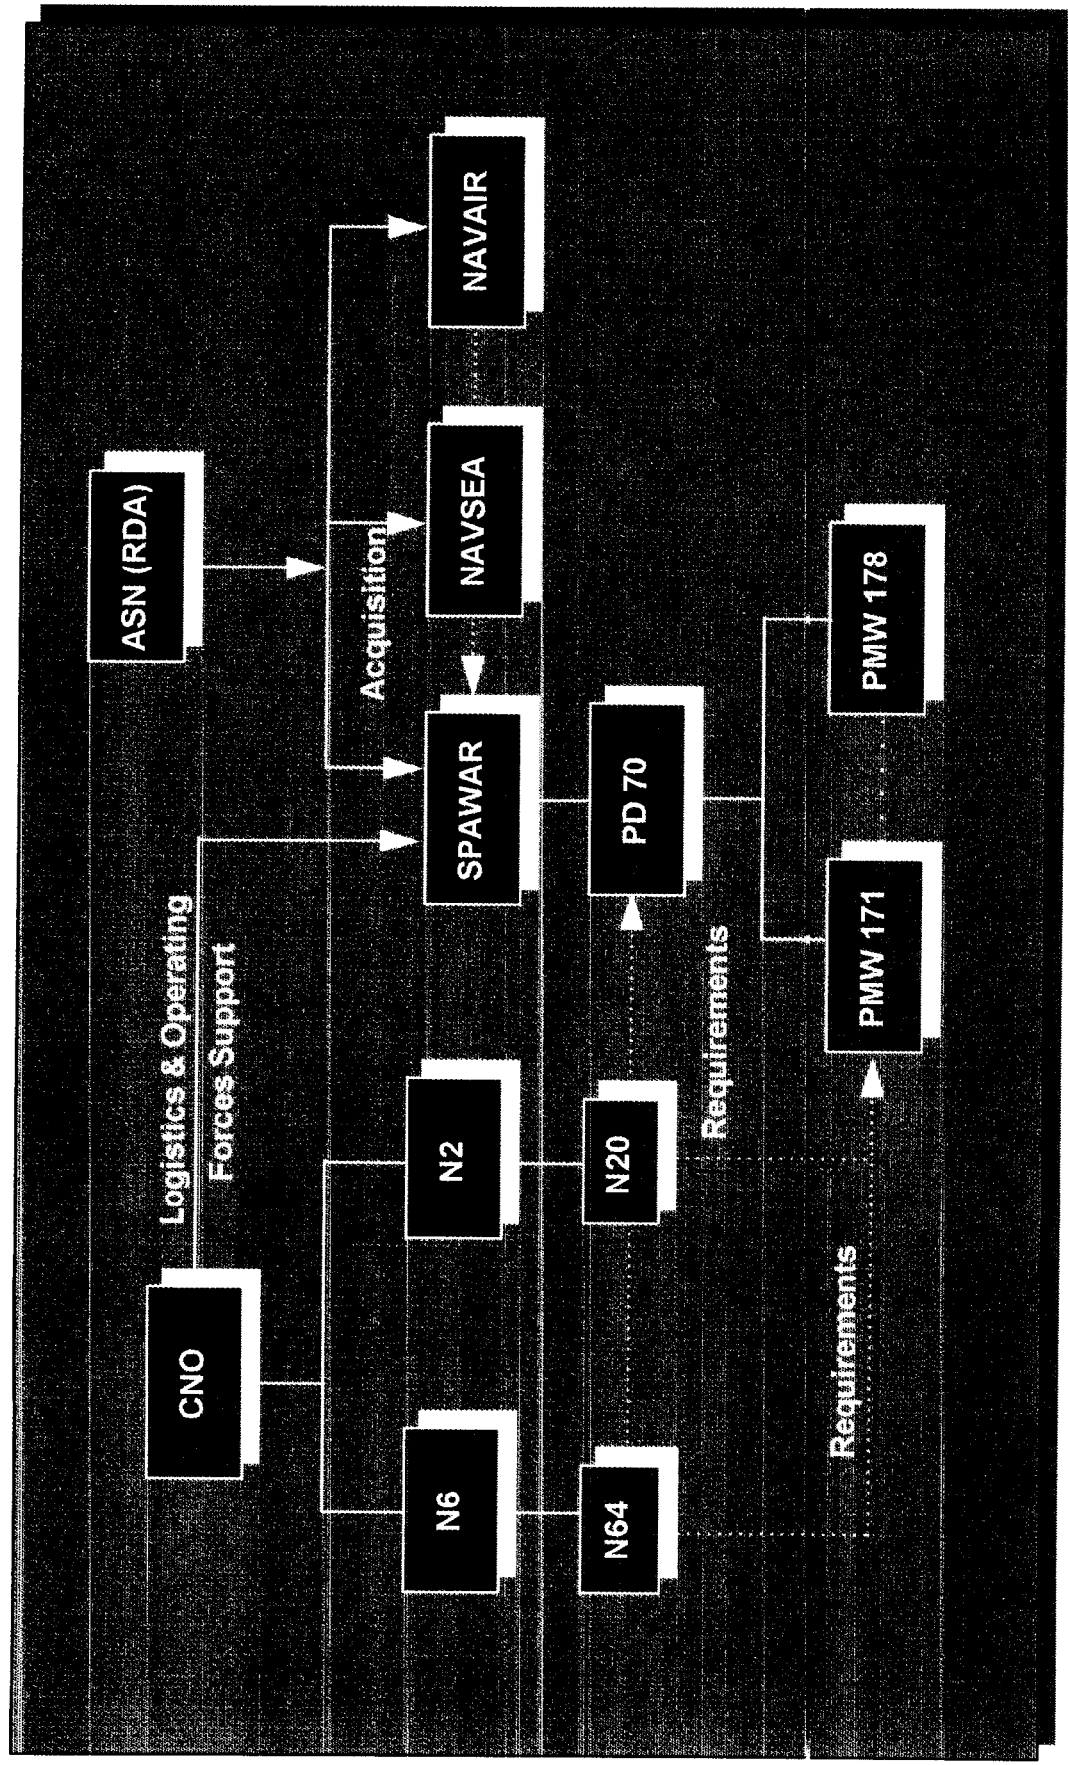 ASN (RDA)
CNO
Logistics & Operating
Forces Support
Acquisition
N6
N2
SPAWAR
NAVSEA
NAVAIR
N64
N20
PD 70
Requirements
Requirements
PMW 171
PMW 178